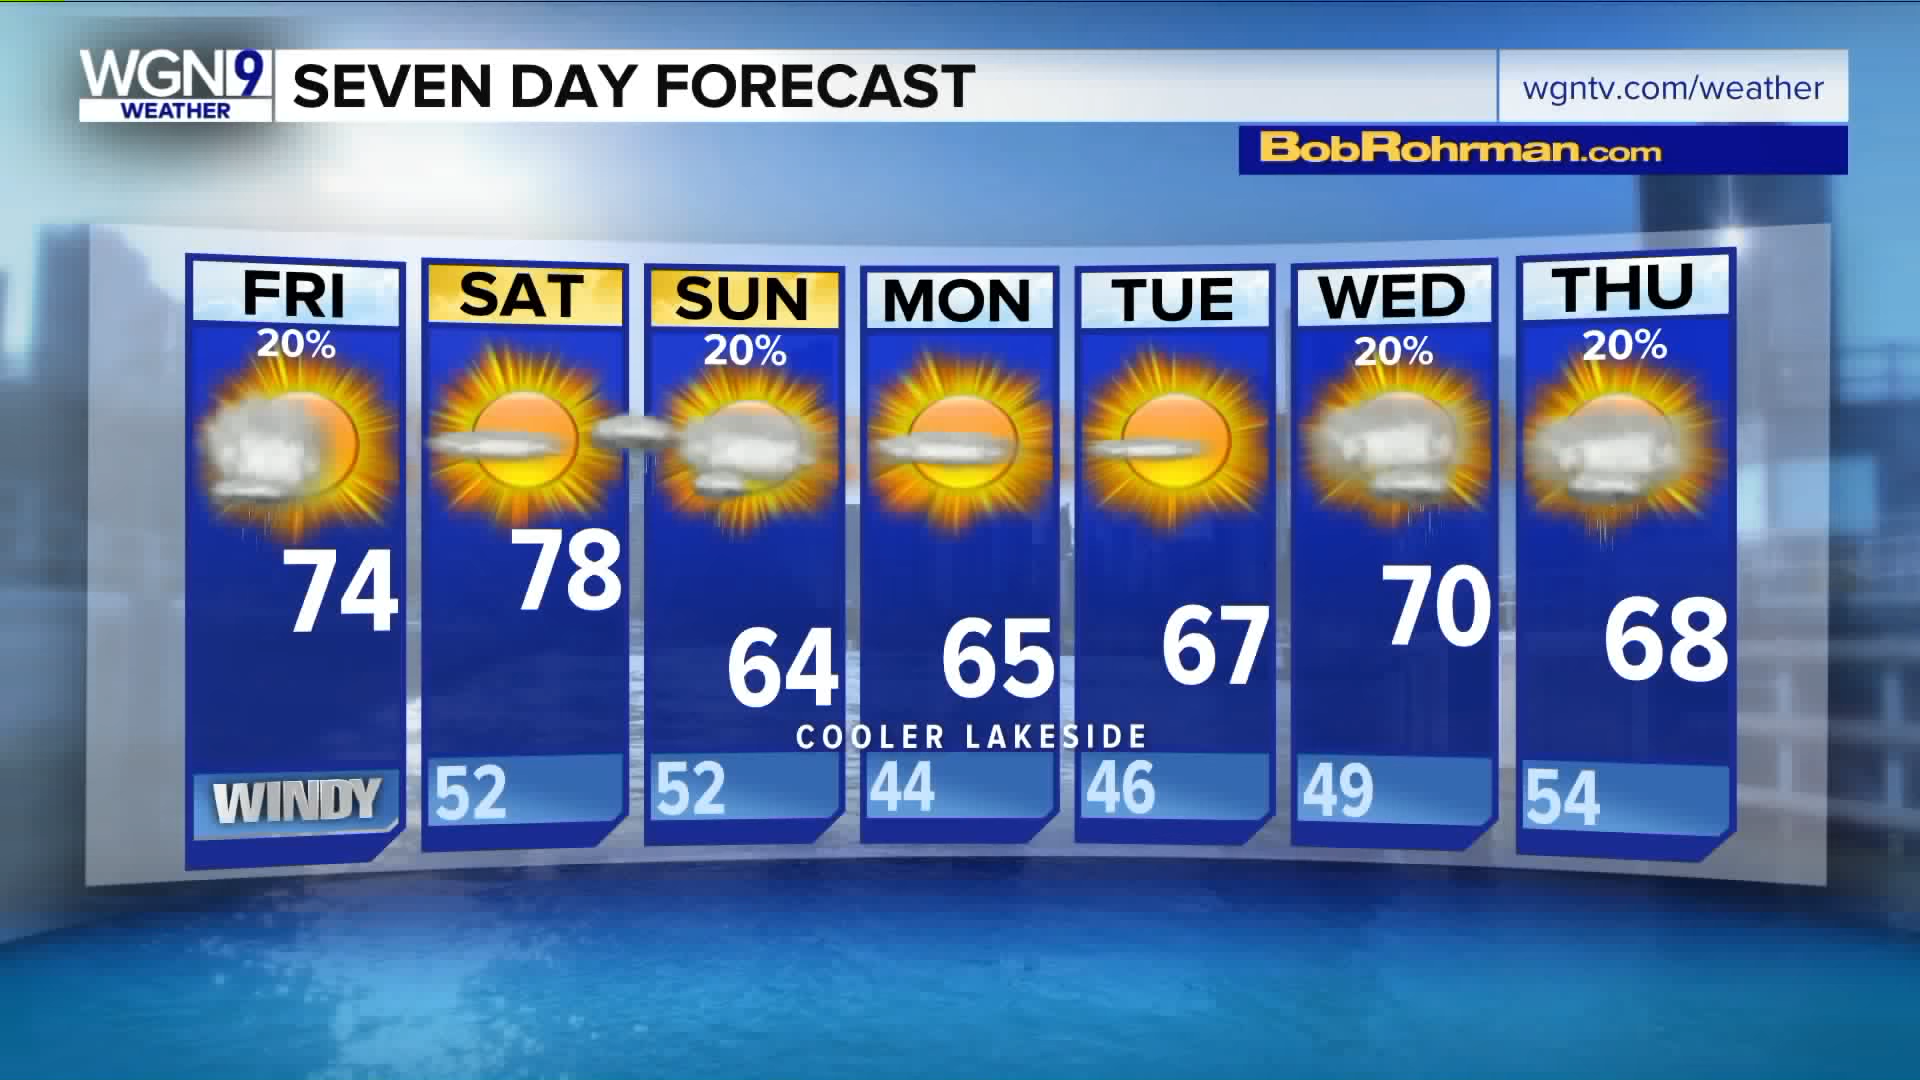 WGN9 SEVEN DAY FORECAST wgntv.com/weather
WEATHER
BobRohrman.com
FRI SAT SUN MON TUE WED THU
20% 20% 20% 20%
74 78 64 65 67 70 68
COOLER LAKESIDE
WINDY 52 52 44 46 49 54